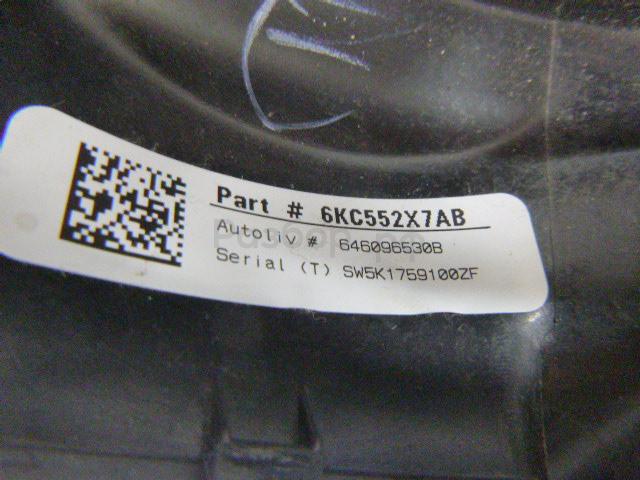 Part # 6KC552X7AB
Autoliv # 646096530B
Serial (T) SW5K1759100ZF